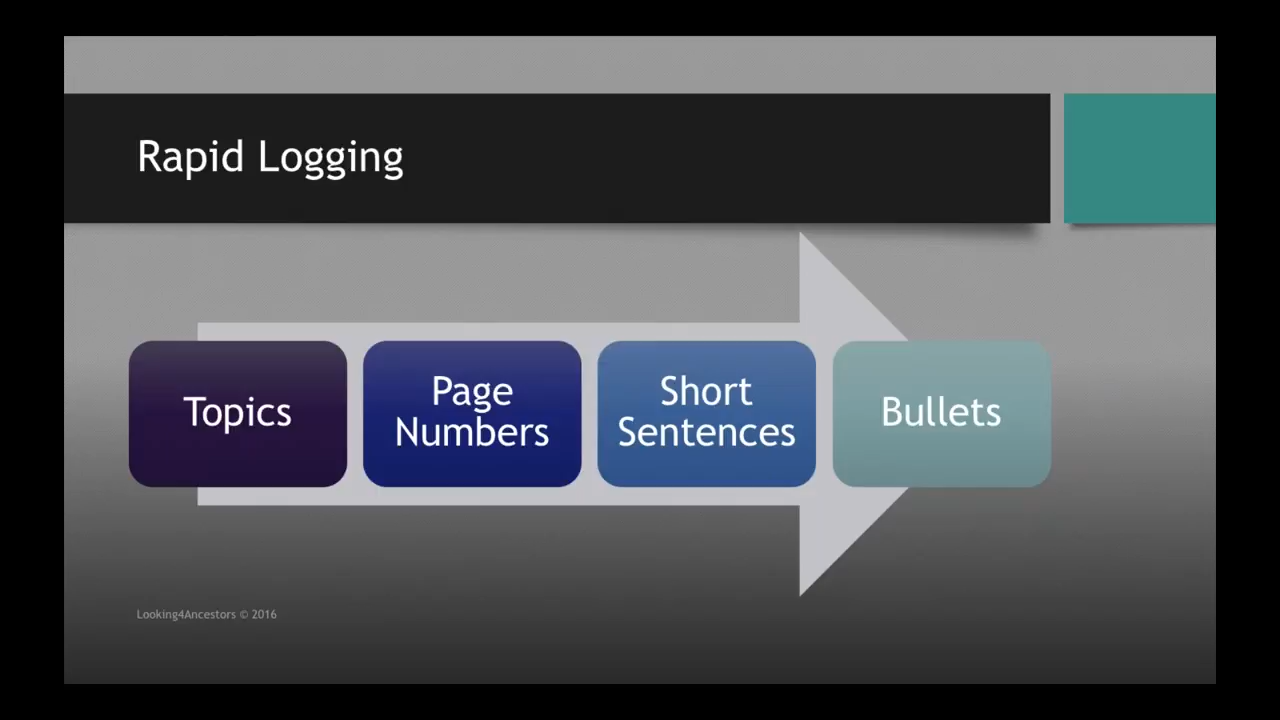 Rapid Logging
Topics
Page
Numbers
Short
Sentences
Bullets
Looking4Ancestors © 2016